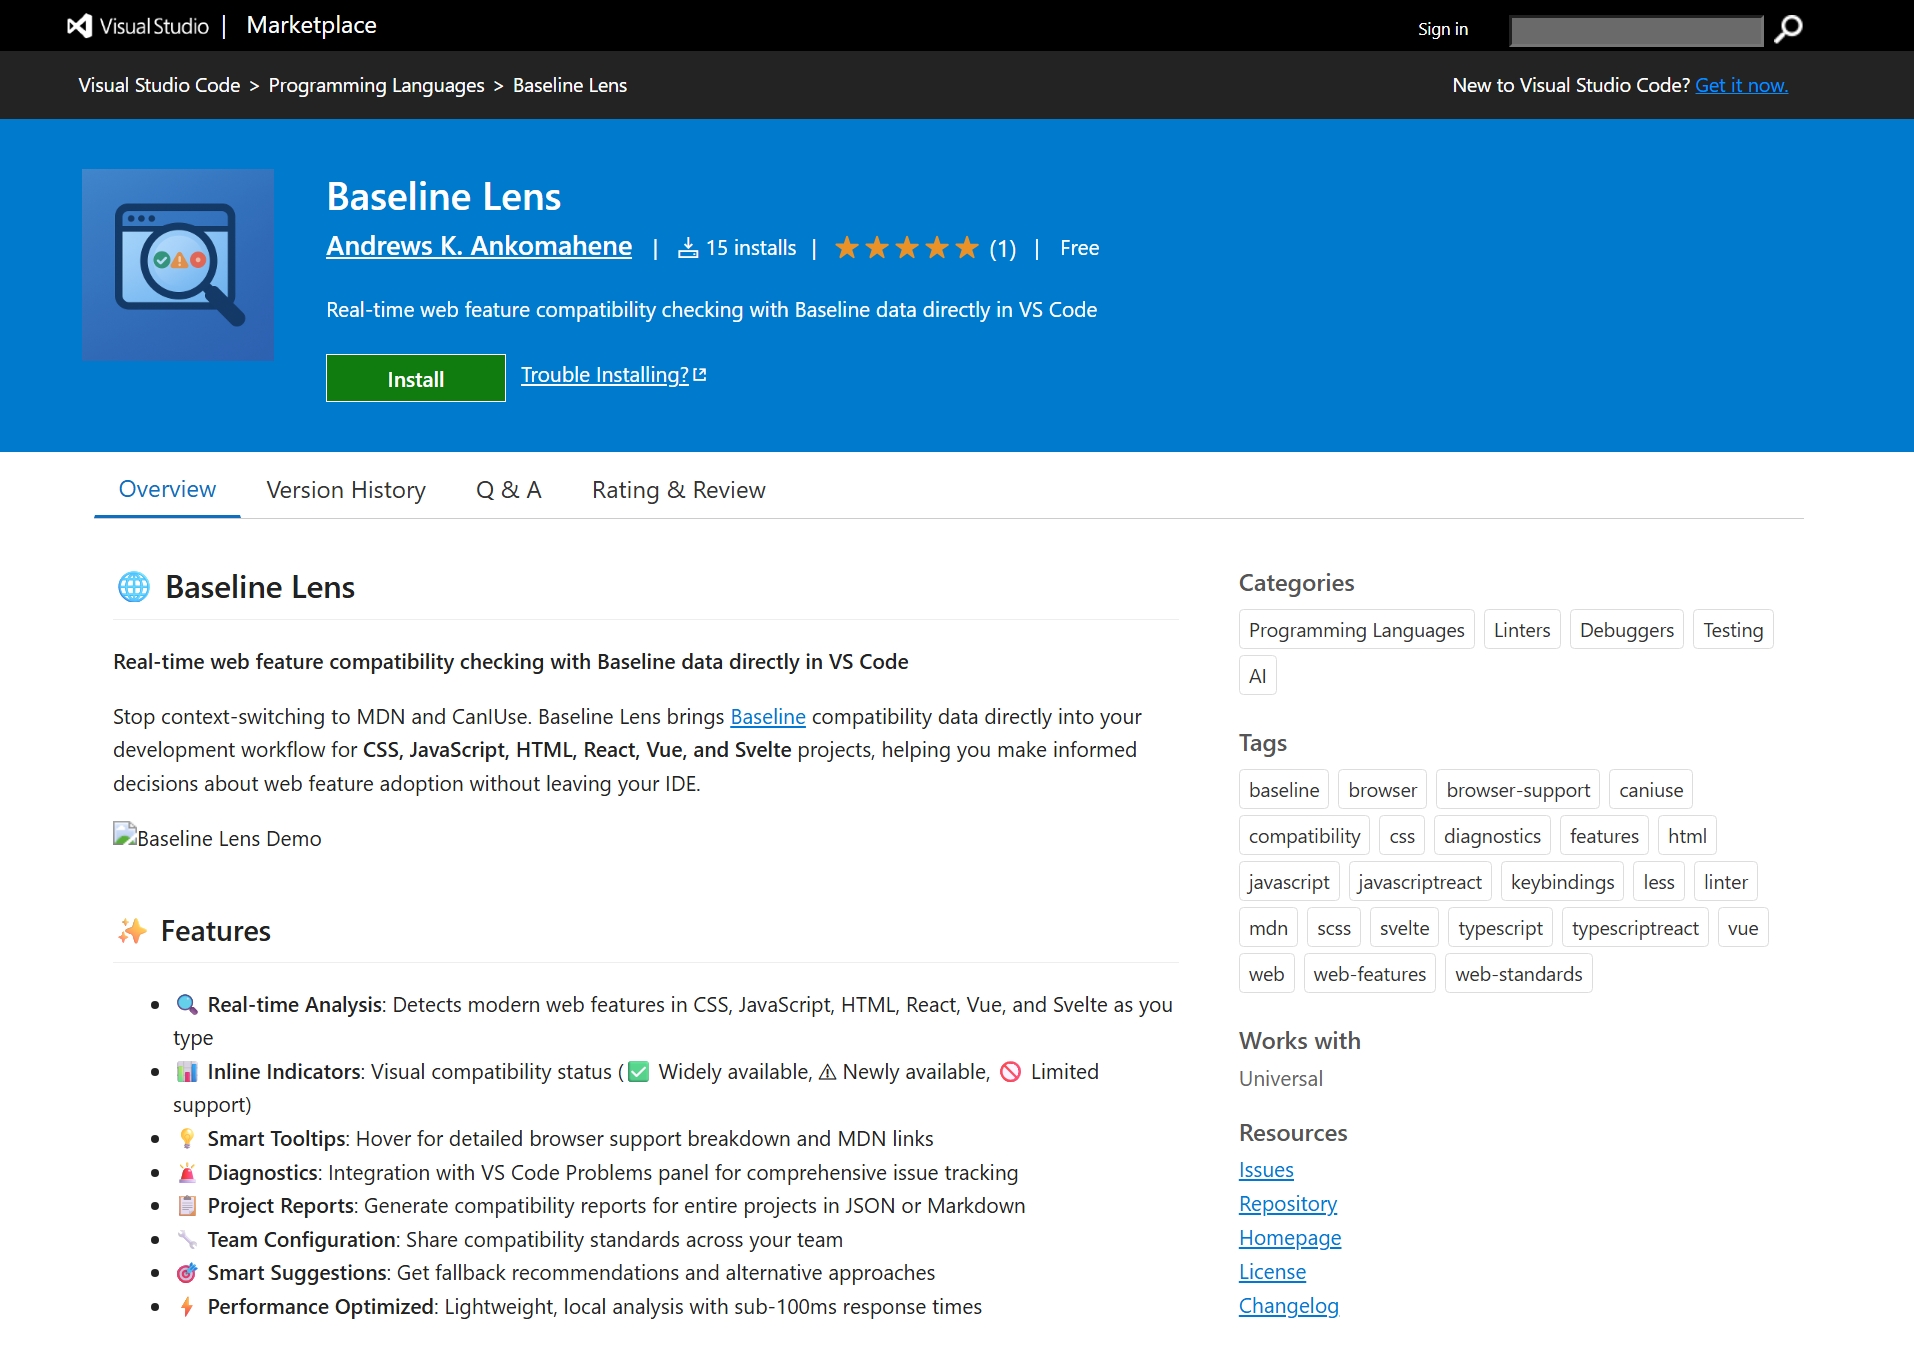 Visual Studio | Marketplace
Sign in
Visual Studio Code > Programming Languages > Baseline Lens
New to Visual Studio Code? Get it now.
Baseline Lens
Andrews K. Ankomahene | 15 installs | (1) | Free
Real-time web feature compatibility checking with Baseline data directly in VS Code
Install
Trouble Installing?
Overview
Version History
Q & A
Rating & Review
🌐 Baseline Lens
Real-time web feature compatibility checking with Baseline data directly in VS Code
Stop context-switching to MDN and CanIUse. Baseline Lens brings Baseline compatibility data directly into your
development workflow for CSS, JavaScript, HTML, React, Vue, and Svelte projects, helping you make informed
decisions about web feature adoption without leaving your IDE.
Baseline Lens Demo
✨ Features
• 🔍 Real-time Analysis: Detects modern web features in CSS, JavaScript, HTML, React, Vue, and Svelte as you
type
• 📊 Inline Indicators: Visual compatibility status (✅ Widely available, ⚠ Newly available, 🚫 Limited
support)
• 💡 Smart Tooltips: Hover for detailed browser support breakdown and MDN links
• 🚨 Diagnostics: Integration with VS Code Problems panel for comprehensive issue tracking
• 📋 Project Reports: Generate compatibility reports for entire projects in JSON or Markdown
• 🔧 Team Configuration: Share compatibility standards across your team
• 🎯 Smart Suggestions: Get fallback recommendations and alternative approaches
• ⚡ Performance Optimized: Lightweight, local analysis with sub-100ms response times
Categories
Programming Languages Linters Debuggers Testing
AI
Tags
baseline browser browser-support caniuse
compatibility css diagnostics features html
javascript javascriptreact keybindings less linter
mdn scss svelte typescript typescriptreact vue
web web-features web-standards
Works with
Universal
Resources
Issues
Repository
Homepage
License
Changelog